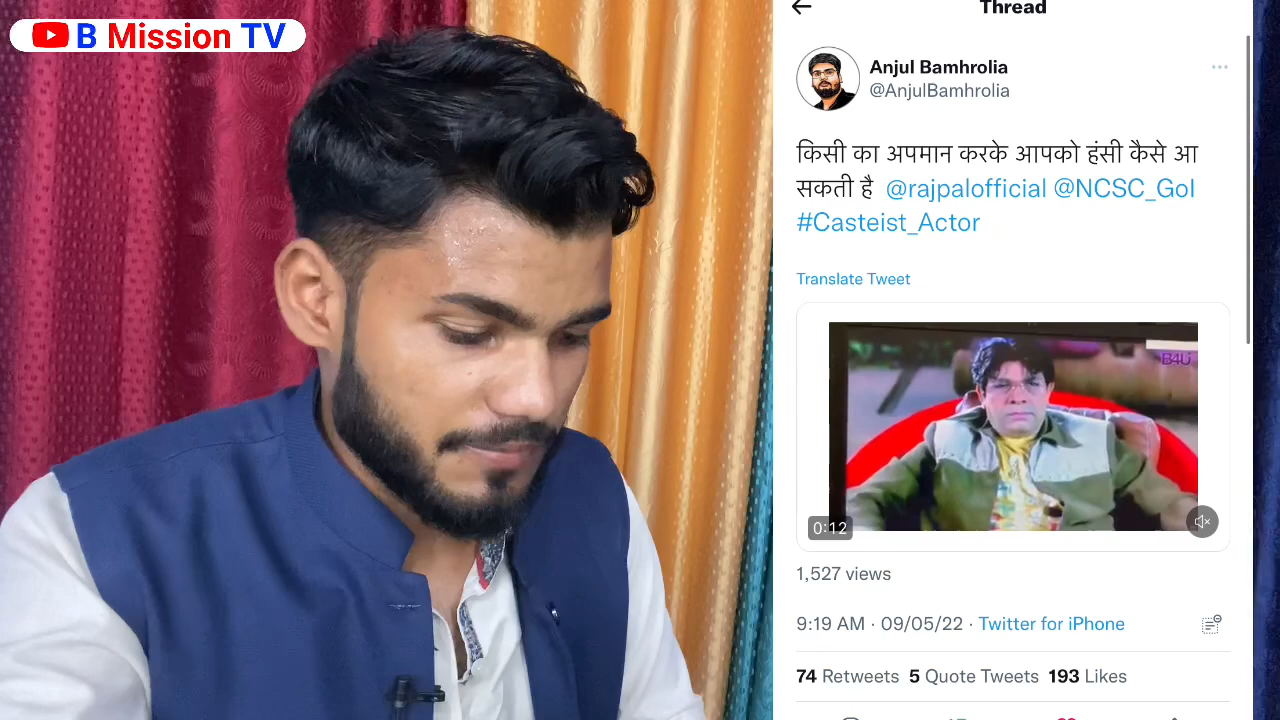 B Mission TV
Thread
Anjul Bamhrolia
@AnjulBamhrolia
किसी का अपमान करके आपको हंसी कैसे आ
सकती है @rajpalofficial @NCSC_GoI
#Casteist_Actor
Translate Tweet
B4U
0:12
1,527 views
9:19 AM · 09/05/22 · Twitter for iPhone
74 Retweets 5 Quote Tweets 193 Likes